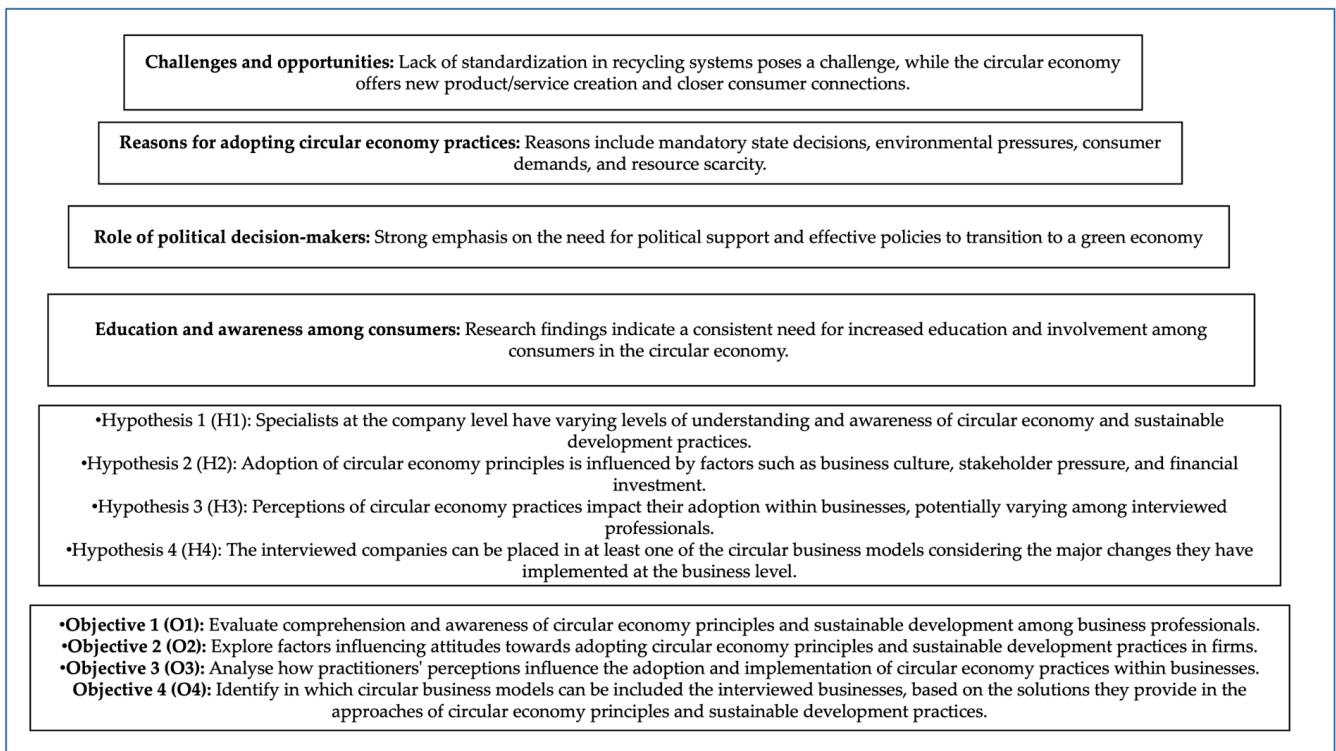 Challenges and opportunities: Lack of standardization in recycling systems poses a challenge, while the circular economy
offers new product/service creation and closer consumer connections.
Reasons for adopting circular economy practices: Reasons include mandatory state decisions, environmental pressures, consumer
demands, and resource scarcity.
Role of political decision-makers: Strong emphasis on the need for political support and effective policies to transition to a green economy
Education and awareness among consumers: Research findings indicate a consistent need for increased education and involvement among
consumers in the circular economy.
•Hypothesis 1 (H1): Specialists at the company level have varying levels of understanding and awareness of circular economy and sustainable
development practices.
•Hypothesis 2 (H2): Adoption of circular economy principles is influenced by factors such as business culture, stakeholder pressure, and financial
investment.
•Hypothesis 3 (H3): Perceptions of circular economy practices impact their adoption within businesses, potentially varying among interviewed
professionals.
•Hypothesis 4 (H4): The interviewed companies can be placed in at least one of the circular business models considering the major changes they have
implemented at the business level.
•Objective 1 (O1): Evaluate comprehension and awareness of circular economy principles and sustainable development among business professionals.
•Objective 2 (O2): Explore factors influencing attitudes towards adopting circular economy principles and sustainable development practices in firms.
•Objective 3 (O3): Analyse how practitioners' perceptions influence the adoption and implementation of circular economy practices within businesses.
Objective 4 (O4): Identify in which circular business models can be included the interviewed businesses, based on the solutions they provide in the
approaches of circular economy principles and sustainable development practices.